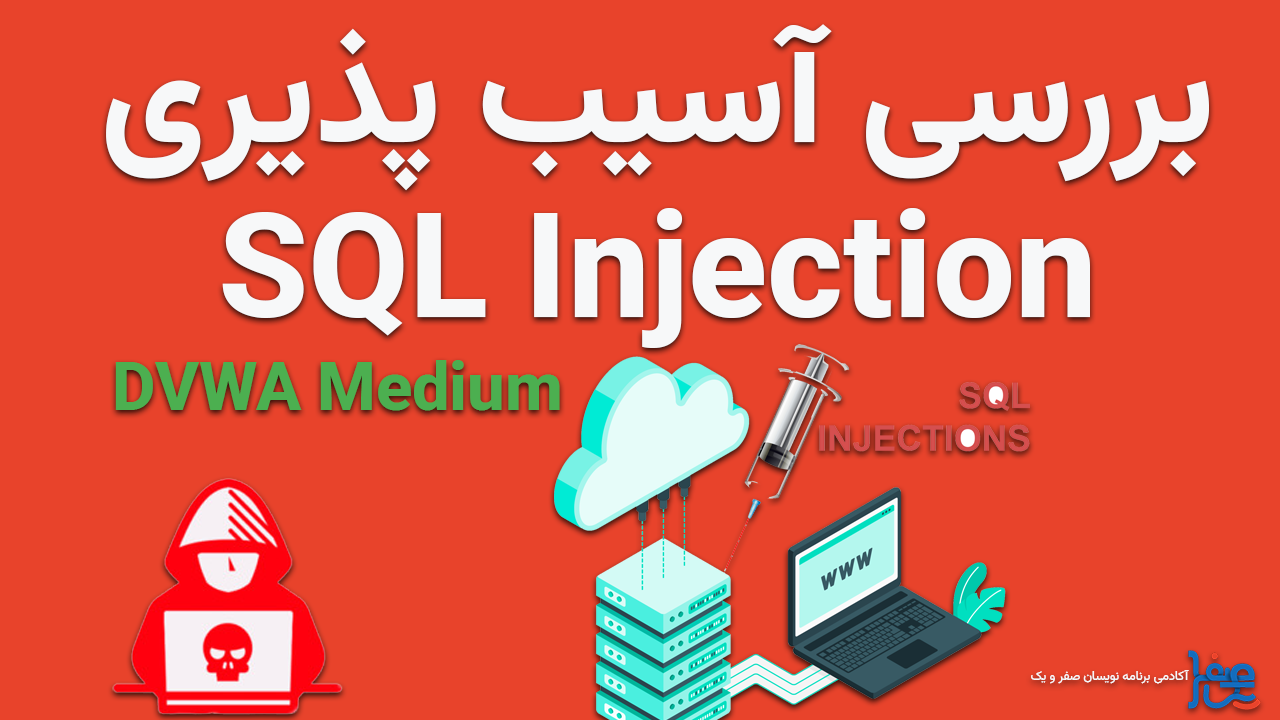 بررسی آسیب پذیری
SQL Injection
DVWA Medium
SQL
INJECTIONS
www
آکادمی برنامه نویسان صفر و یک